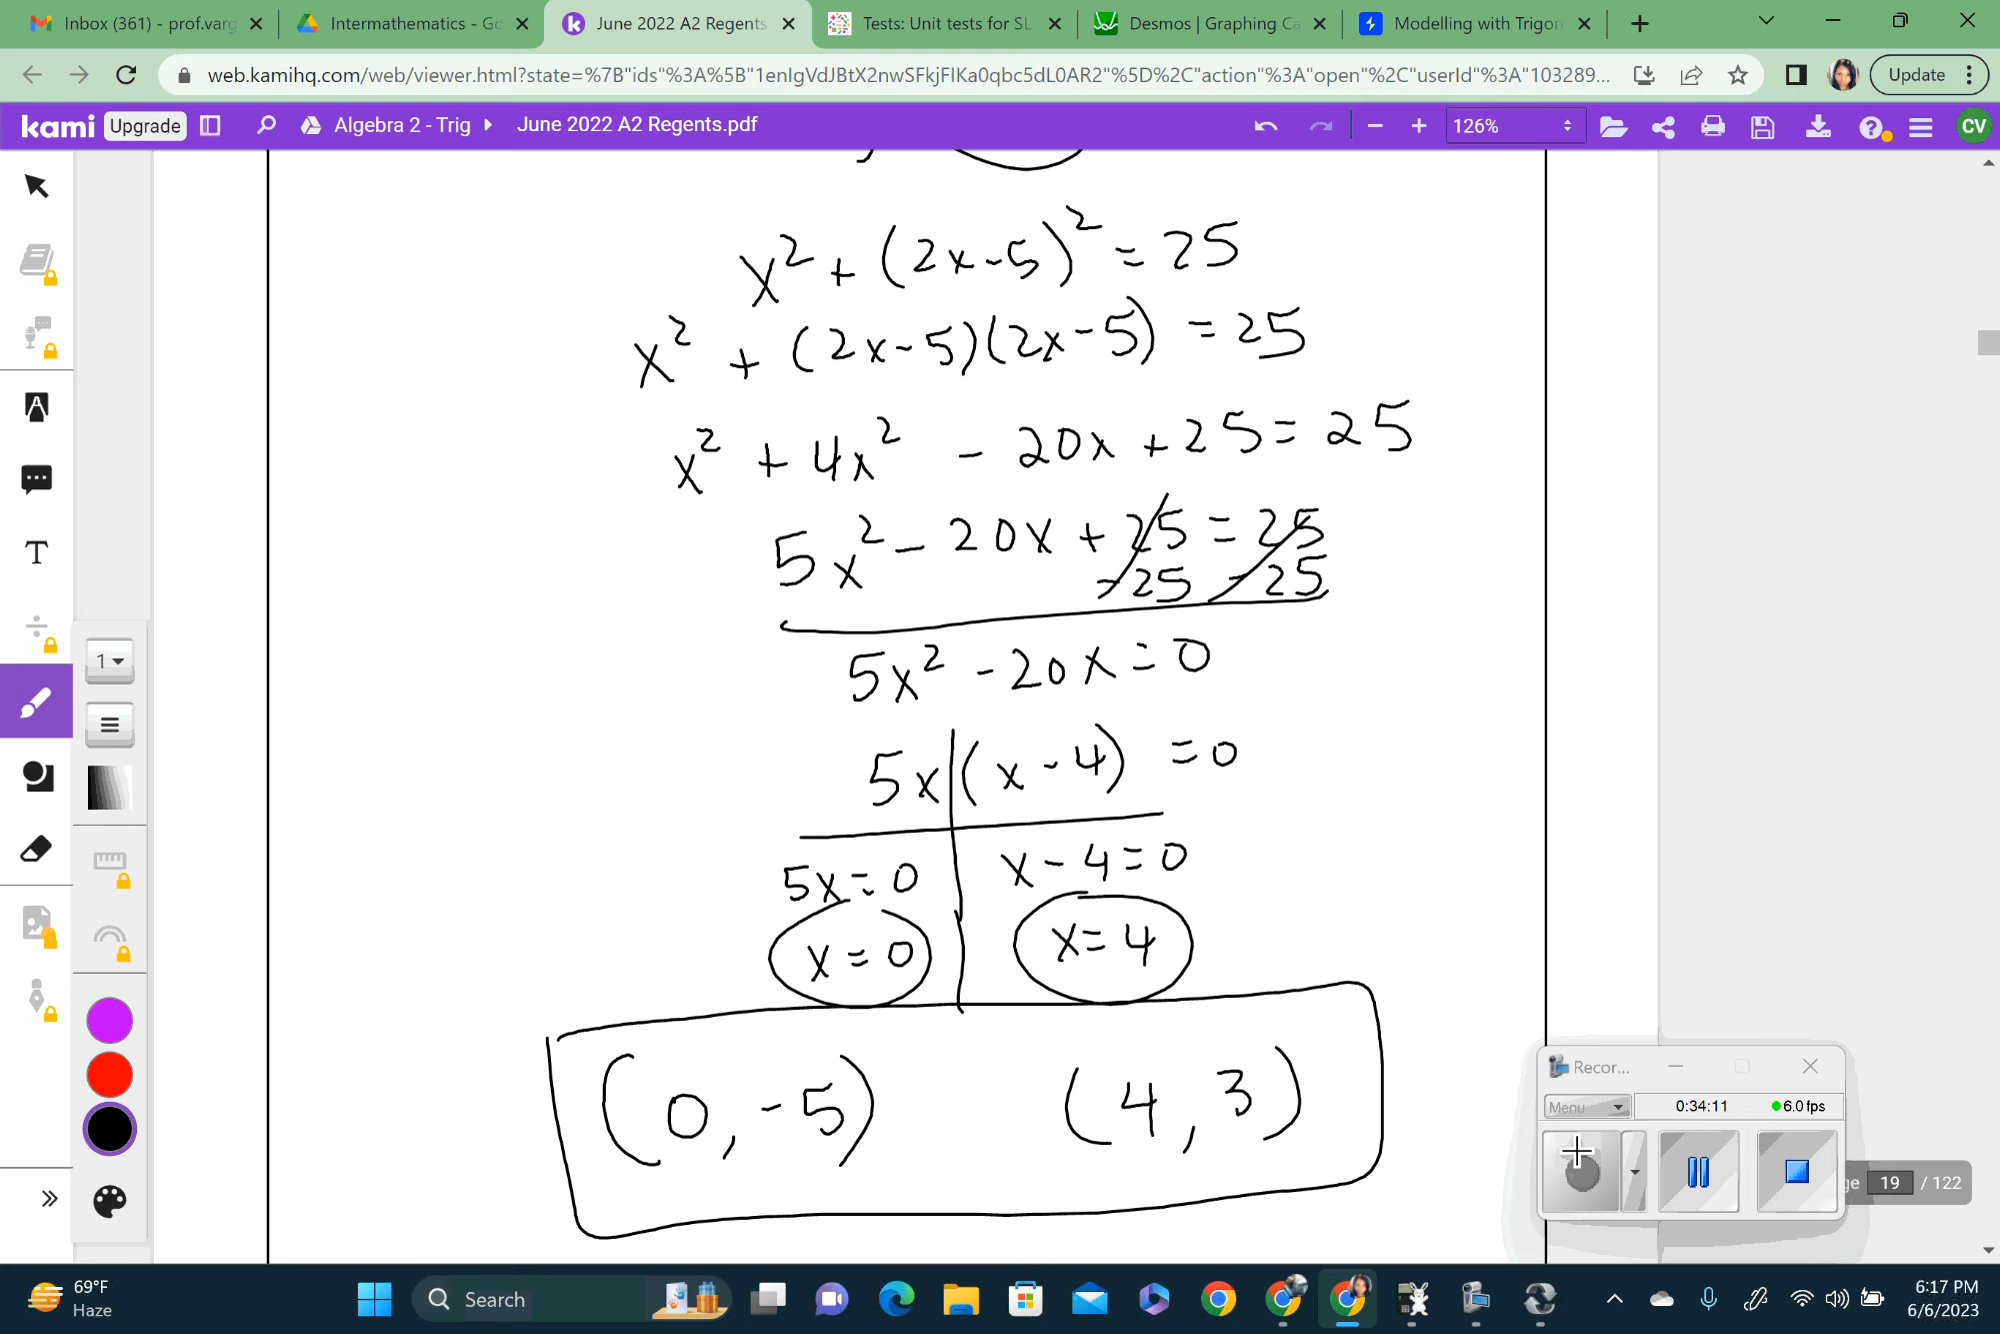 Inbox (361) - prof.varg
Intermathematics - Go
June 2022 A2 Regents
Tests: Unit tests for SL
Desmos | Graphing Ca
Modelling with Trigon
web.kamihq.com/web/viewer.html?state=%7B"ids"%3A%5B"1enIgVdJBtX2nwSFkjFIKa0qbc5dL0AR2"%5D%2C"action"%3A"open"%2C"userId"%3A"103289...
Update
kami Upgrade
Algebra 2 - Trig
June 2022 A2 Regents.pdf
126%
CV
x² + (2x-5)² = 25
x² + (2x-5)(2x-5) = 25
x² + 4x² - 20x + 25 = 25
5x² - 20x + 25 = 25
-25 -25
5x² - 20x = 0
5x (x-4) = 0
5x = 0 x - 4 = 0
x = 0 x = 4
(0, -5) (4, 3)
1
T
Recor...
Menu 0:34:11 6.0 fps
ge 19 / 122
69°F
Haze
Search
6:17 PM
6/6/2023